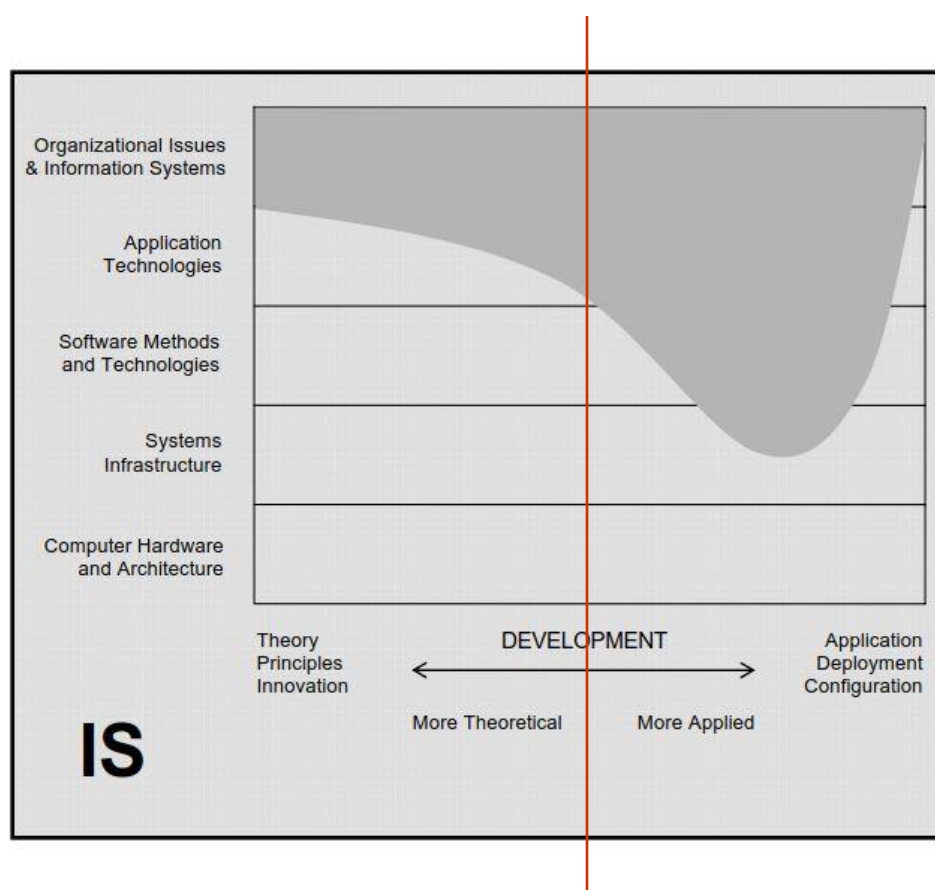 Organizational Issues
& Information Systems
Application
Technologies
Software Methods
and Technologies
Systems
Infrastructure
Computer Hardware
and Architecture
Theory
Principles
Innovation
DEVELOPMENT
Application
Deployment
Configuration
More Theoretical
More Applied
IS